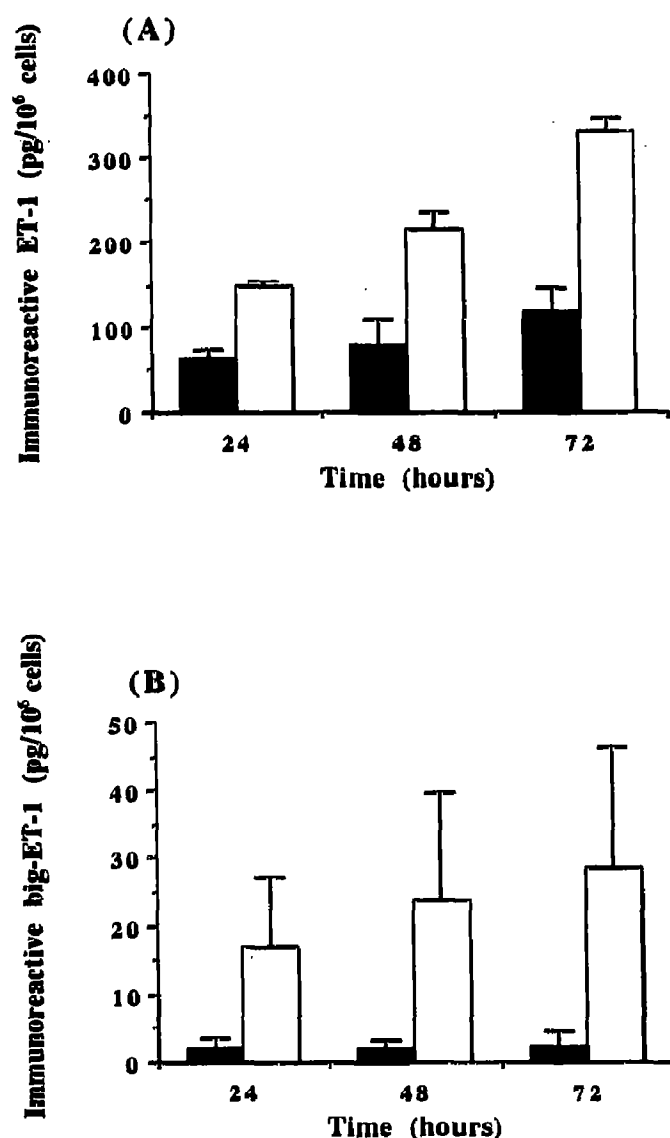 (A)
Immunoreactive ET-1 (pg/10⁶ cells)
400
300
200
100
0
24 48 72
Time (hours)
(B)
Immunoreactive big-ET-1 (pg/10⁶ cells)
50
40
30
20
10
0
24 48 72
Time (hours)